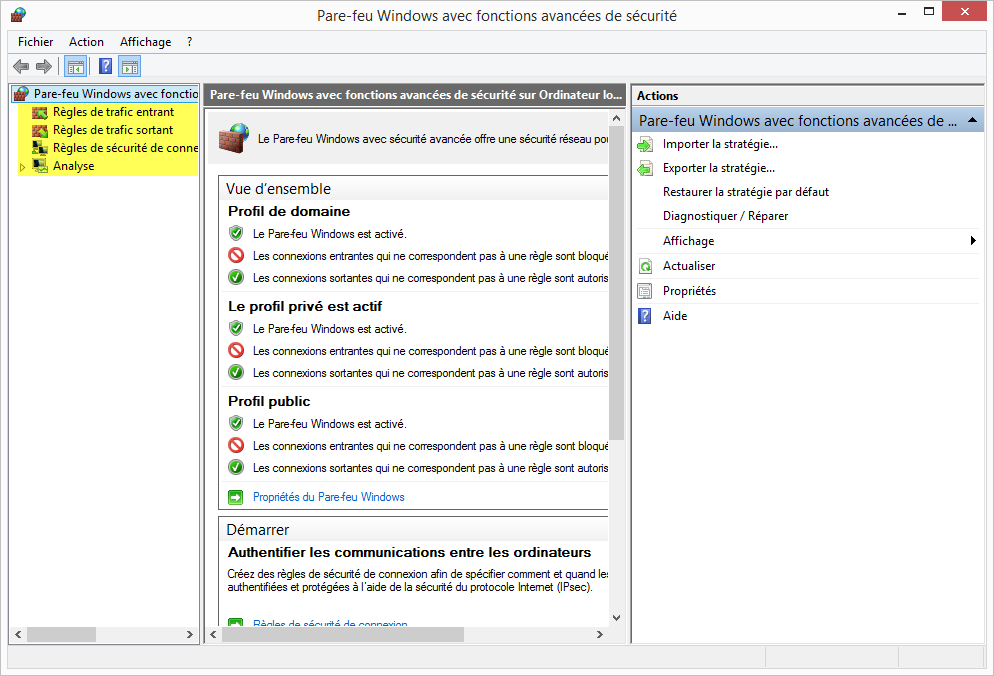 Pare-feu Windows avec fonctions avancées de sécurité
Fichier Action Affichage ?
Pare-feu Windows avec fonctio
Règles de trafic entrant
Règles de trafic sortant
Règles de sécurité de conne
Analyse
Pare-feu Windows avec fonctions avancées de sécurité sur Ordinateur lo...
Le Pare-feu Windows avec sécurité avancée offre une sécurité réseau pou
Vue d'ensemble
Profil de domaine
Le Pare-feu Windows est activé.
Les connexions entrantes qui ne correspondent pas à une règle sont bloqué
Les connexions sortantes qui ne correspondent pas à une règle sont autoris
Le profil privé est actif
Le Pare-feu Windows est activé.
Les connexions entrantes qui ne correspondent pas à une règle sont bloqué
Les connexions sortantes qui ne correspondent pas à une règle sont autoris
Profil public
Le Pare-feu Windows est activé.
Les connexions entrantes qui ne correspondent pas à une règle sont bloqué
Les connexions sortantes qui ne correspondent pas à une règle sont autoris
Propriétés du Pare-feu Windows
Démarrer
Authentifier les communications entre les ordinateurs
Créez des règles de sécurité de connexion afin de spécifier comment et quand les
authentifiées et protégées à l'aide de la sécurité du protocole Internet (IPsec).
Règles de sécurité de connexion
Actions
Pare-feu Windows avec fonctions avancées de ...
Importer la stratégie...
Exporter la stratégie...
Restaurer la stratégie par défaut
Diagnostiquer / Réparer
Affichage
Actualiser
Propriétés
Aide